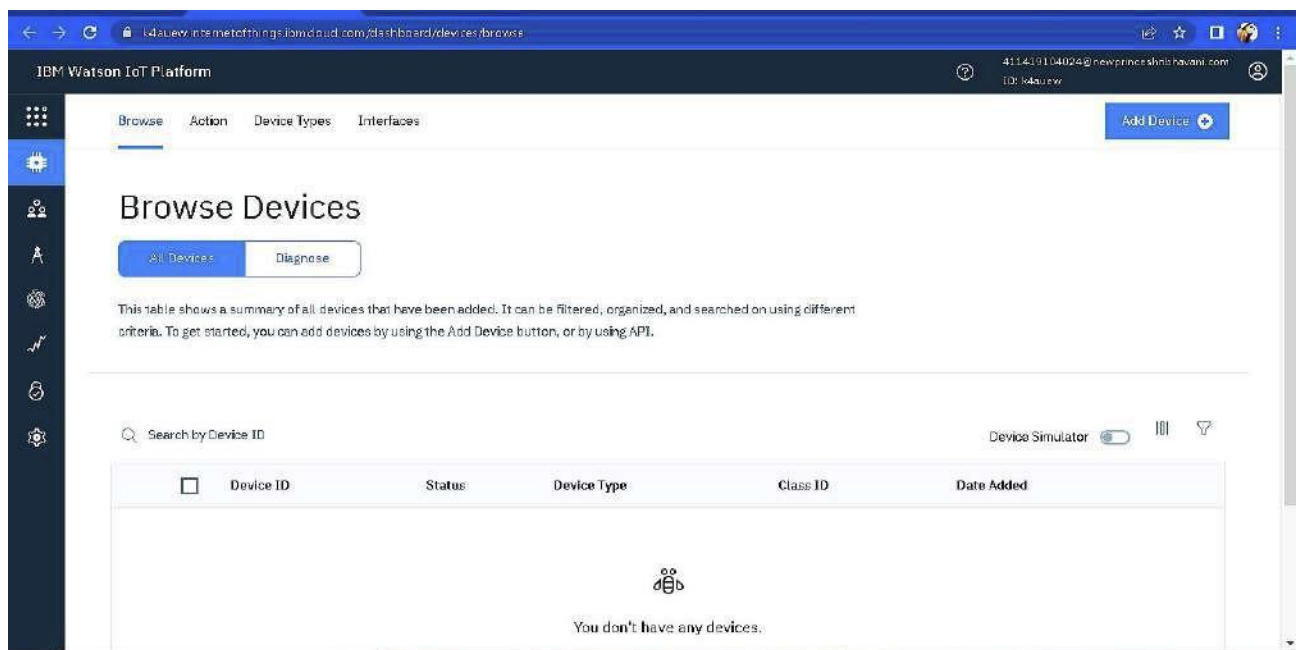 k4auew.internetofthings.ibmcloud.com/dashboard/devices/browse
IBM Watson IoT Platform
411419104024@newprinceshribhavani.com
ID: k4auew
Browse Action Device Types Interfaces
Add Device
Browse Devices
All Devices Diagnose
This table shows a summary of all devices that have been added. It can be filtered, organized, and searched on using different
criteria. To get started, you can add devices by using the Add Device button, or by using API.
Search by Device ID
Device Simulator
Device ID Status Device Type Class ID Date Added
You don't have any devices.